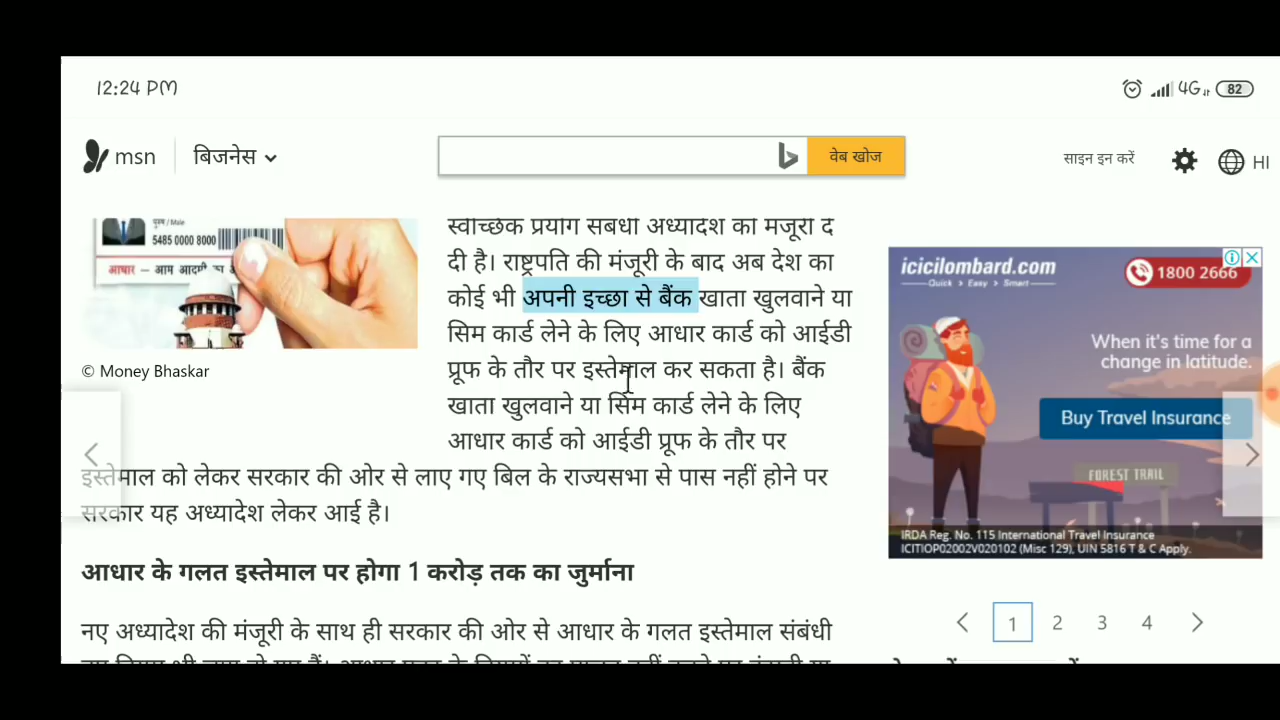 12:24 PM
4G
82
msn
बिजनेस
वेब खोज
साइन इन करें
HI
पुरुष / Male
5485 0000 8000
आधार – आम आदमी का
© Money Bhaskar
स्वैच्छिक प्रयोग संबंधी अध्यादेश को मंजूरी दे
दी है। राष्ट्रपति की मंजूरी के बाद अब देश का
कोई भी अपनी इच्छा से बैंक खाता खुलवाने या
सिम कार्ड लेने के लिए आधार कार्ड को आईडी
प्रूफ के तौर पर इस्तेमाल कर सकता है। बैंक
खाता खुलवाने या सिम कार्ड लेने के लिए
आधार कार्ड को आईडी प्रूफ के तौर पर
इस्तेमाल को लेकर सरकार की ओर से लाए गए बिल के राज्यसभा से पास नहीं होने पर
सरकार यह अध्यादेश लेकर आई है।
आधार के गलत इस्तेमाल पर होगा 1 करोड़ तक का जुर्माना
नए अध्यादेश की मंजूरी के साथ ही सरकार की ओर से आधार के गलत इस्तेमाल संबंधी
icicilombard.com
Quick > Easy > Smart
1800 2666
When it's time for a
change in latitude.
Buy Travel Insurance
FOREST TRAIL
IRDA Reg. No. 115 International Travel Insurance
ICITIOP02002V020102 (Misc 129), UIN 5816 T & C Apply.
1 2 3 4